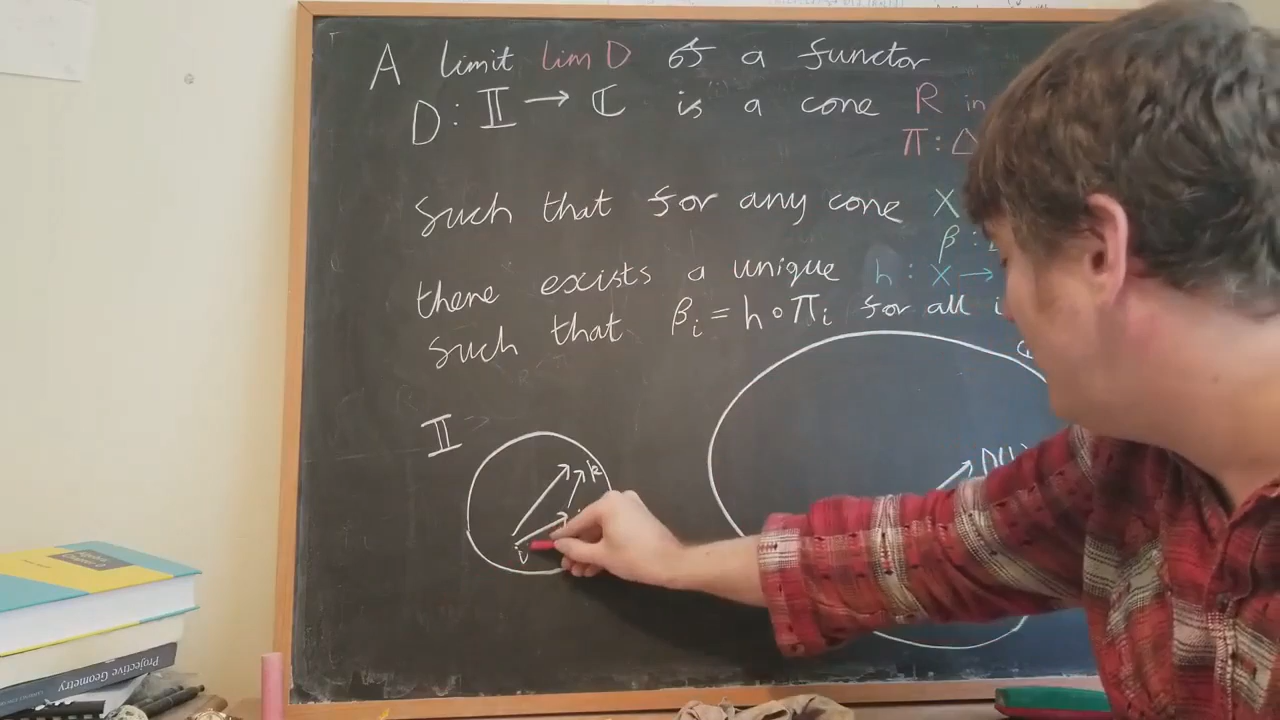 A limit lim D of a functor
D: 𝕀 → ℂ is a cone R in
π: Δ
such that for any cone X
β :
there exists a unique h: X →
such that βᵢ = h∘πᵢ for all i
𝕀
k
i
Projective Geometry